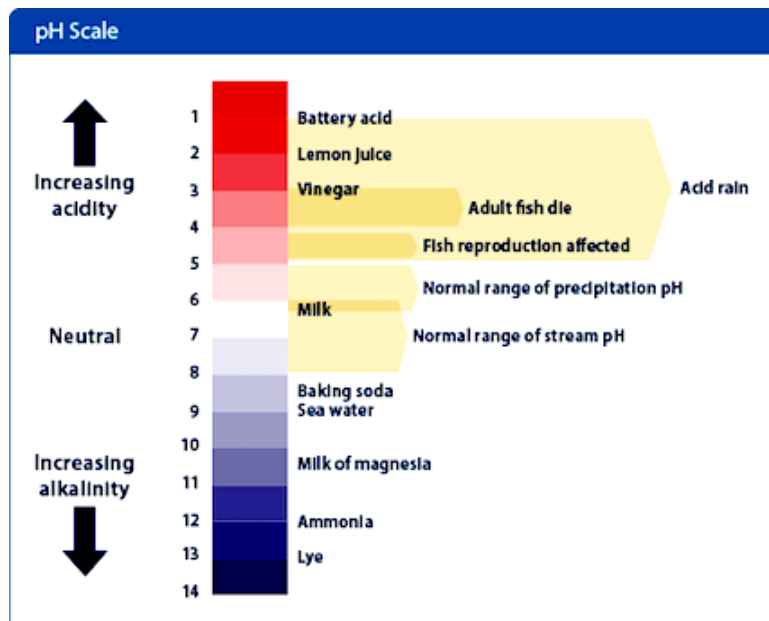 pH Scale
1
Battery acid
2
Lemon Juice
Increasing
acidity
3
Vinegar
Acid rain
Adult fish die
4
Fish reproduction affected
5
Normal range of precipitation pH
6
Milk
Neutral
7
Normal range of stream pH
8
Baking soda
9
Sea water
10
Increasing
alkalinity
Milk of magnesia
11
12
Ammonia
13
Lye
14